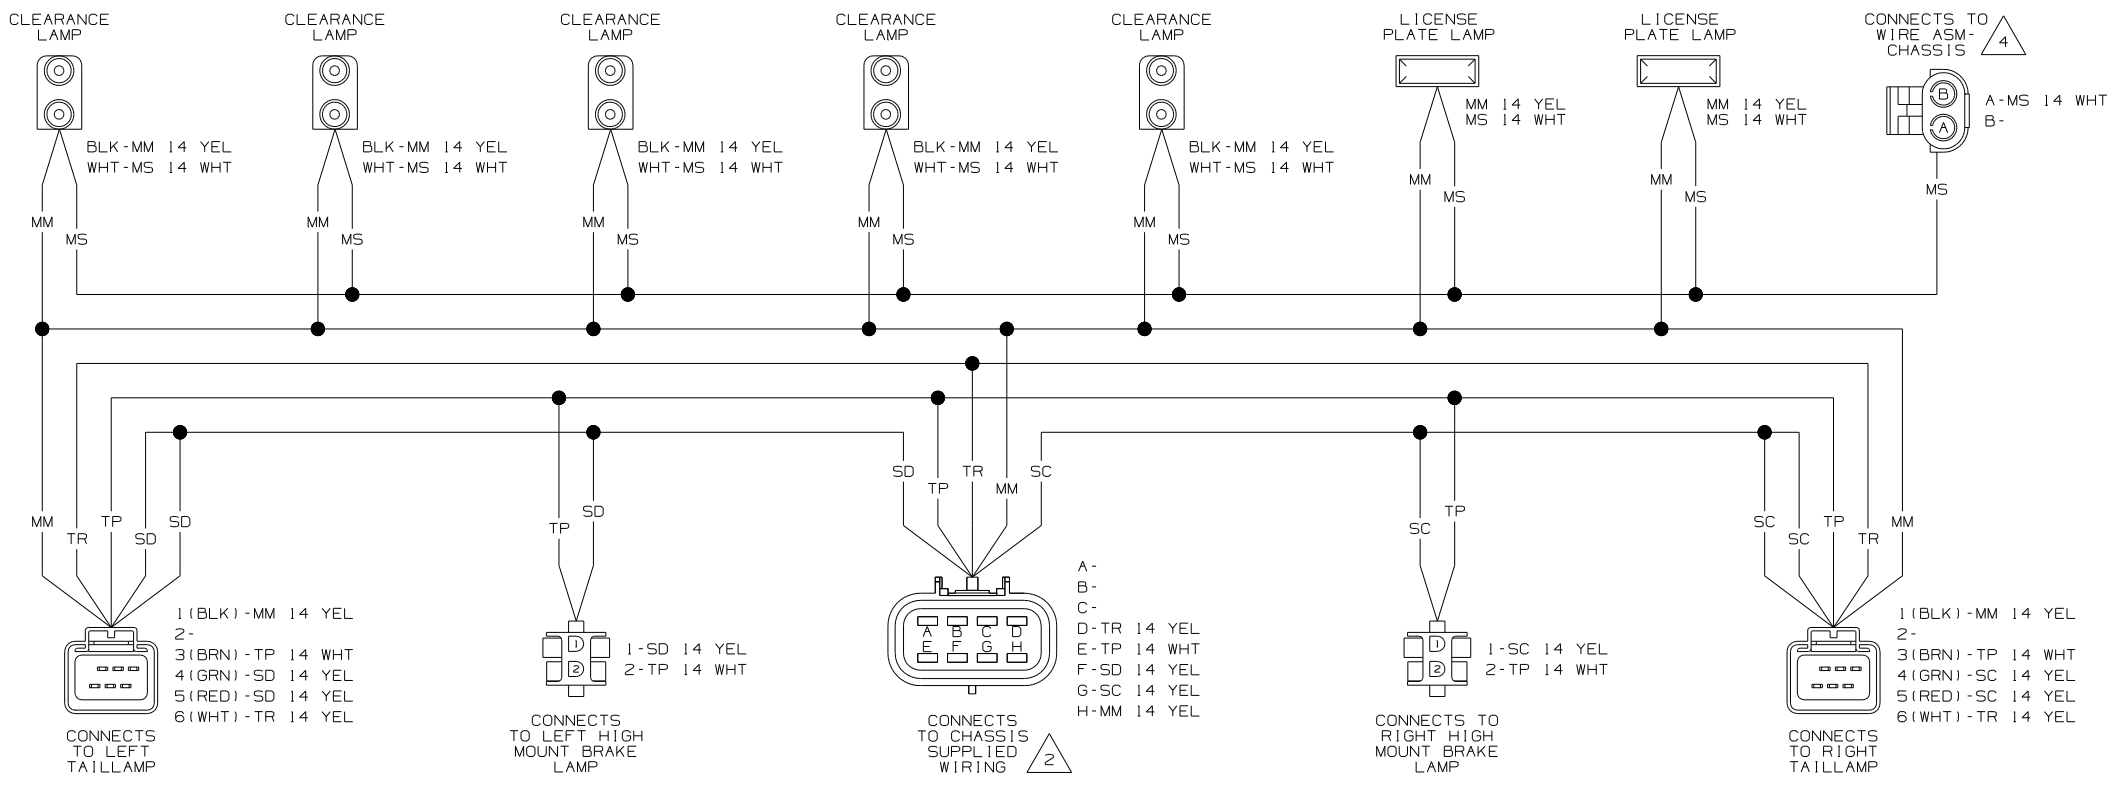 CLEARANCE
LAMP
CLEARANCE
LAMP
CLEARANCE
LAMP
CLEARANCE
LAMP
CLEARANCE
LAMP
LICENSE
PLATE LAMP
LICENSE
PLATE LAMP
CONNECTS TO
WIRE ASM-
CHASSIS
4
BLK-MM 14 YEL
WHT-MS 14 WHT
BLK-MM 14 YEL
WHT-MS 14 WHT
BLK-MM 14 YEL
WHT-MS 14 WHT
BLK-MM 14 YEL
WHT-MS 14 WHT
BLK-MM 14 YEL
WHT-MS 14 WHT
MM 14 YEL
MS 14 WHT
MM 14 YEL
MS 14 WHT
B
A
A-MS 14 WHT
B-
MM
MS
MM
MS
MM
MS
MM
MS
MM
MS
MM
MS
MM
MS
MS
MM
TR
TP
SD
SD
TP
SD
SD
TP
TR
MM
SC
SC
TP
SC
SC
TP
TR
MM
1(BLK)-MM 14 YEL
2-
3(BRN)-TP 14 WHT
4(GRN)-SD 14 YEL
5(RED)-SD 14 YEL
6(WHT)-TR 14 YEL
CONNECTS
TO LEFT
TAILLAMP
1
2
1-SD 14 YEL
2-TP 14 WHT
CONNECTS
TO LEFT HIGH
MOUNT BRAKE
LAMP
A B C D
E F G H
A-
B-
C-
D-TR 14 YEL
E-TP 14 WHT
F-SD 14 YEL
G-SC 14 YEL
H-MM 14 YEL
CONNECTS
TO CHASSIS
SUPPLIED
WIRING
2
1
2
1-SC 14 YEL
2-TP 14 WHT
CONNECTS TO
RIGHT HIGH
MOUNT BRAKE
LAMP
1(BLK)-MM 14 YEL
2-
3(BRN)-TP 14 WHT
4(GRN)-SC 14 YEL
5(RED)-SC 14 YEL
6(WHT)-TR 14 YEL
CONNECTS
TO RIGHT
TAILLAMP